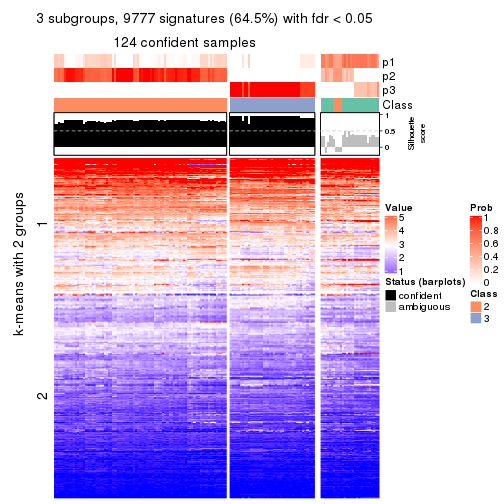 3 subgroups, 9777 signatures (64.5%) with fdr < 0.05
124 confident samples
p1
p2
p3
Class
1
0.5
0
Silhouette
score
k-means with 2 groups
1
2
Value
5
4
3
2
1
Status (barplots)
confident
ambiguous
Prob
1
0.8
0.6
0.4
0.2
0
Class
2
3